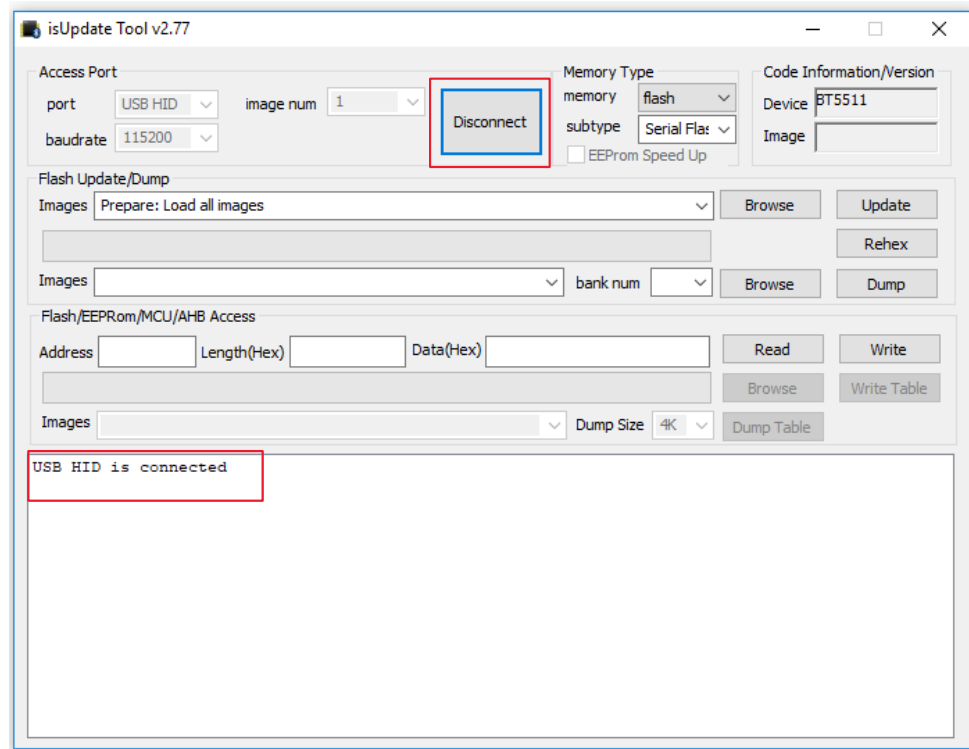 isUpdate Tool v2.77
Access Port
port USB HID image num 1
baudrate 115200
Disconnect
Memory Type
memory flash
subtype Serial Flas
EEProm Speed Up
Code Information/Version
Device BT5511
Image
Flash Update/Dump
Images Prepare: Load all images Browse Update
Rehex
Images bank num Browse Dump
Flash/EEPRom/MCU/AHB Access
Address Length(Hex) Data(Hex) Read Write
Browse Write Table
Images Dump Size 4K Dump Table
USB HID is connected